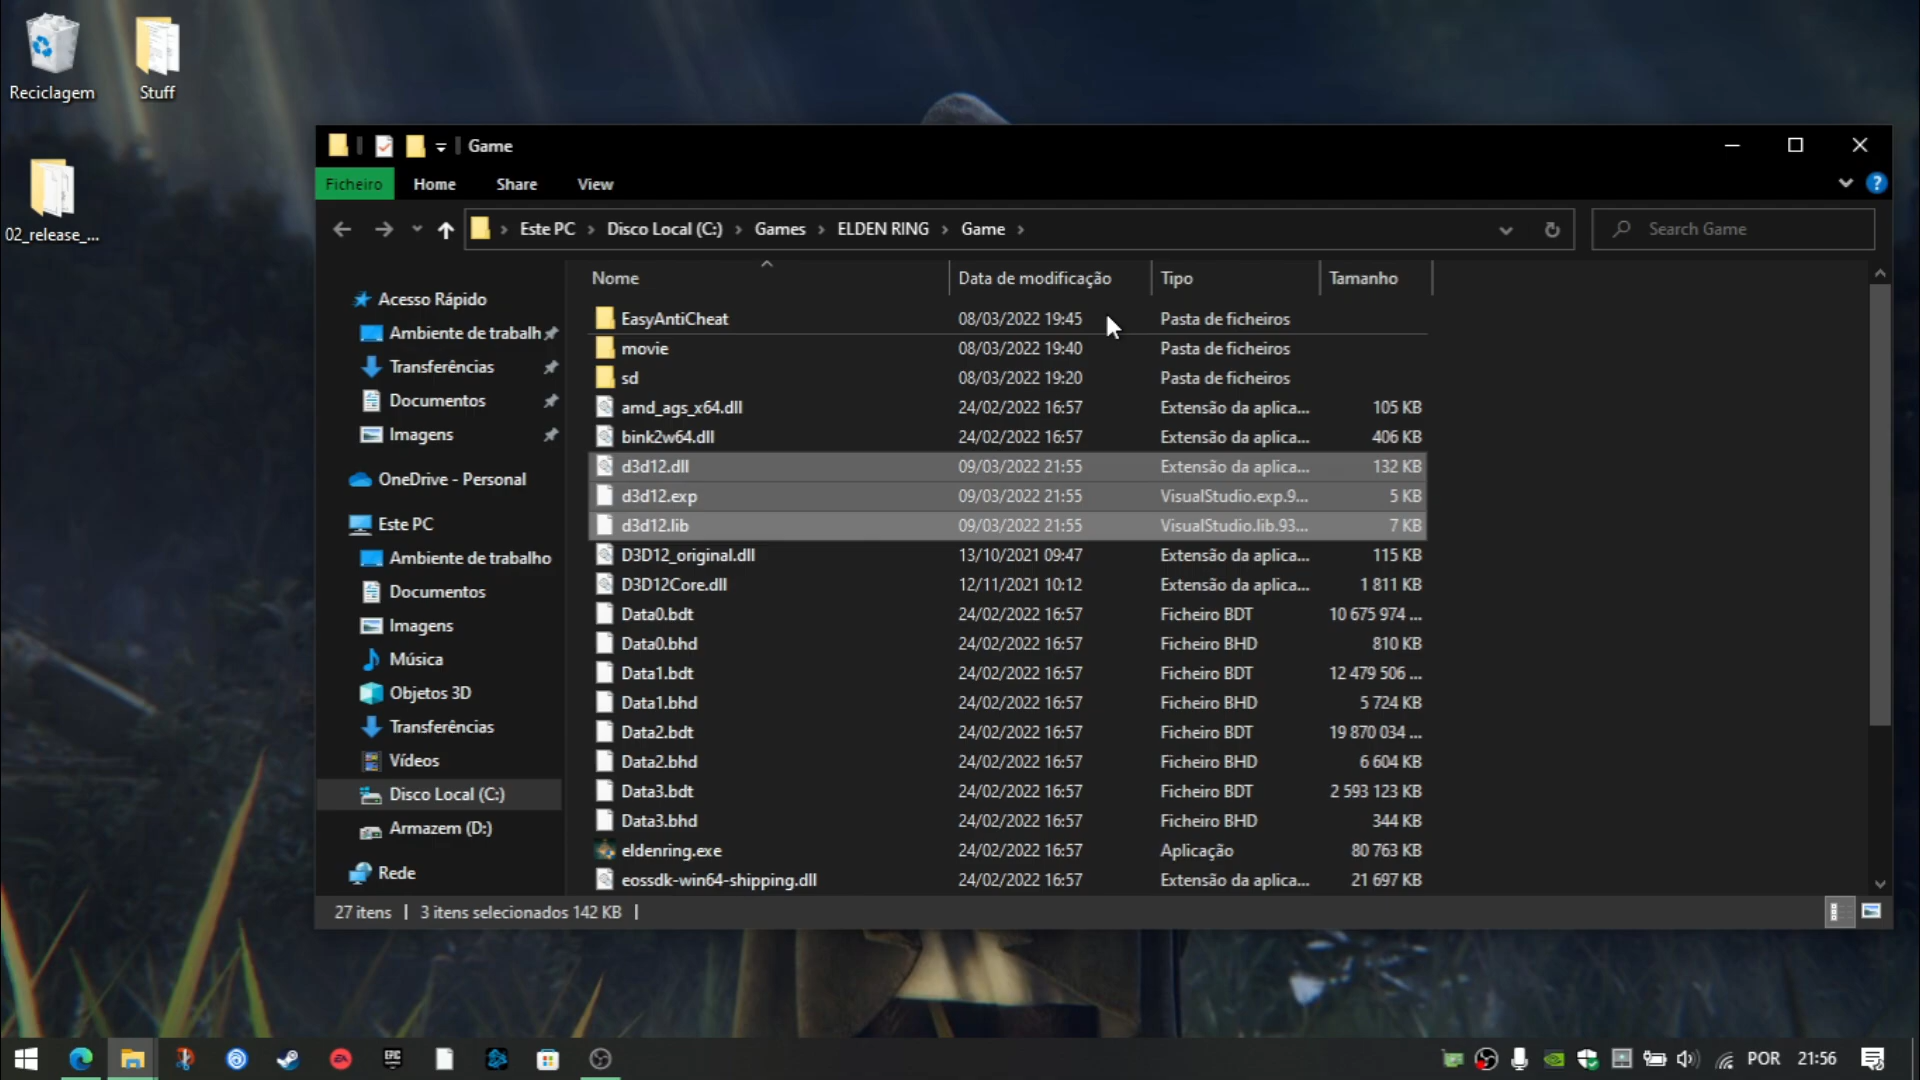 Reciclagem
Stuff
02_release_...
Game
Ficheiro Home Share View
Este PC Disco Local (C:) Games ELDEN RING Game
Search Game
Nome Data de modificação Tipo Tamanho
Acesso Rápido
Ambiente de trabalh
Transferências
Documentos
Imagens
OneDrive - Personal
Este PC
Ambiente de trabalho
Documentos
Imagens
Música
Objetos 3D
Transferências
Vídeos
Disco Local (C:)
Armazem (D:)
Rede
EasyAntiCheat 08/03/2022 19:45 Pasta de ficheiros
movie 08/03/2022 19:40 Pasta de ficheiros
sd 08/03/2022 19:20 Pasta de ficheiros
amd_ags_x64.dll 24/02/2022 16:57 Extensão da aplica... 105 KB
bink2w64.dll 24/02/2022 16:57 Extensão da aplica... 406 KB
d3d12.dll 09/03/2022 21:55 Extensão da aplica... 132 KB
d3d12.exp 09/03/2022 21:55 VisualStudio.exp.9... 5 KB
d3d12.lib 09/03/2022 21:55 VisualStudio.lib.93... 7 KB
D3D12_original.dll 13/10/2021 09:47 Extensão da aplica... 115 KB
D3D12Core.dll 12/11/2021 10:12 Extensão da aplica... 1 811 KB
Data0.bdt 24/02/2022 16:57 Ficheiro BDT 10 675 974 ...
Data0.bhd 24/02/2022 16:57 Ficheiro BHD 810 KB
Data1.bdt 24/02/2022 16:57 Ficheiro BDT 12 479 506 ...
Data1.bhd 24/02/2022 16:57 Ficheiro BHD 5 724 KB
Data2.bdt 24/02/2022 16:57 Ficheiro BDT 19 870 034 ...
Data2.bhd 24/02/2022 16:57 Ficheiro BHD 6 604 KB
Data3.bdt 24/02/2022 16:57 Ficheiro BDT 2 593 123 KB
Data3.bhd 24/02/2022 16:57 Ficheiro BHD 344 KB
eldenring.exe 24/02/2022 16:57 Aplicação 80 763 KB
eossdk-win64-shipping.dll 24/02/2022 16:57 Extensão da aplica... 21 697 KB
27 itens 3 itens selecionados 142 KB
EA
EPIC
POR 21:56